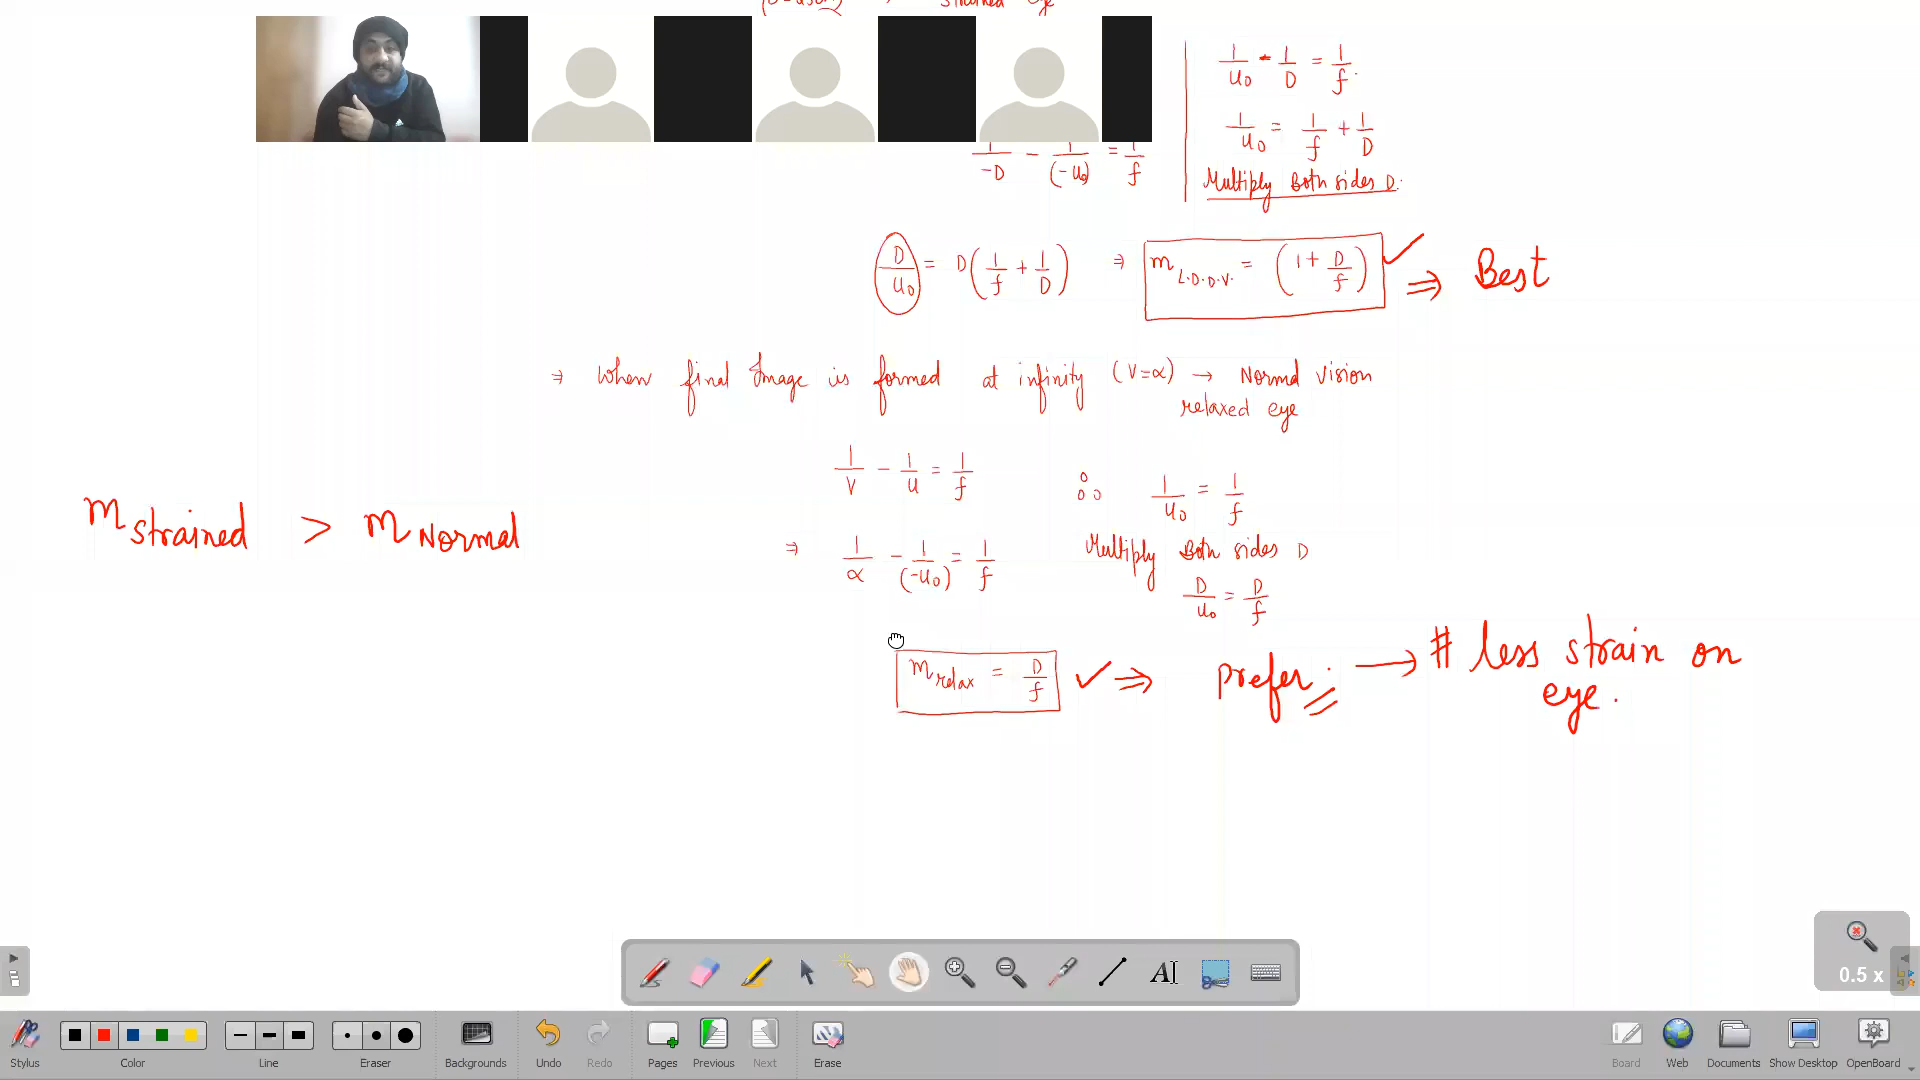 strained eye
1/u₀ - 1/D = 1/f.
1/u₀ = 1/f + 1/D
1/-D - 1/(-u₀) = 1/f
Multiply Both sides D.
D/u₀ = D(1/f + 1/D) ⇒ m L.D.D.V. = (1 + D/f) ✓ ⇒ Best
⇒ When final Image is formed at infinity (V=α) → Normal vision
relaxed eye
1/V - 1/u = 1/f
∴ 1/u₀ = 1/f
m strained > m Normal
⇒ 1/α - 1/(-u₀) = 1/f
Multiply Both sides D
D/u₀ = D/f
m relax = D/f ✓ ⇒ Prefer. → # less strain on
eye.
0.5 x
Stylus
Color
Line
Eraser
Backgrounds
Undo
Redo
Pages
Previous
Next
Erase
Board
Web
Documents
Show Desktop
OpenBoard